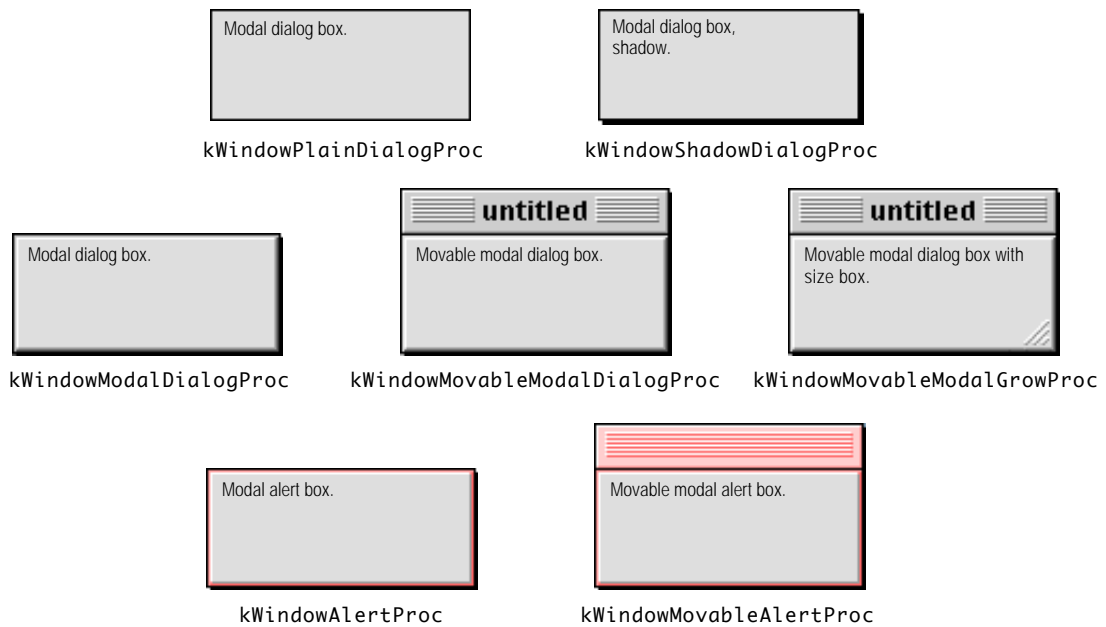 Modal dialog box.
Modal dialog box,
shadow.
kWindowPlainDialogProc
kWindowShadowDialogProc
untitled
untitled
Modal dialog box.
Movable modal dialog box.
Movable modal dialog box with
size box.
kWindowModalDialogProc
kWindowMovableModalDialogProc
kWindowMovableModalGrowProc
Modal alert box.
Movable modal alert box.
kWindowAlertProc
kWindowMovableAlertProc